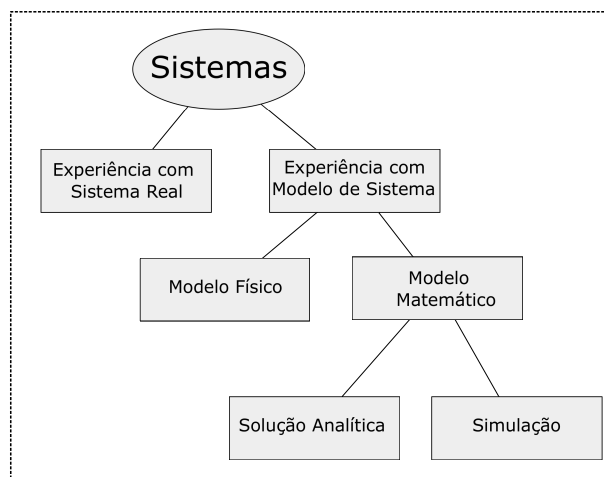 Sistemas
Experiência com
Sistema Real
Experiência com
Modelo de Sistema
Modelo Físico
Modelo
Matemático
Solução Analítica
Simulação